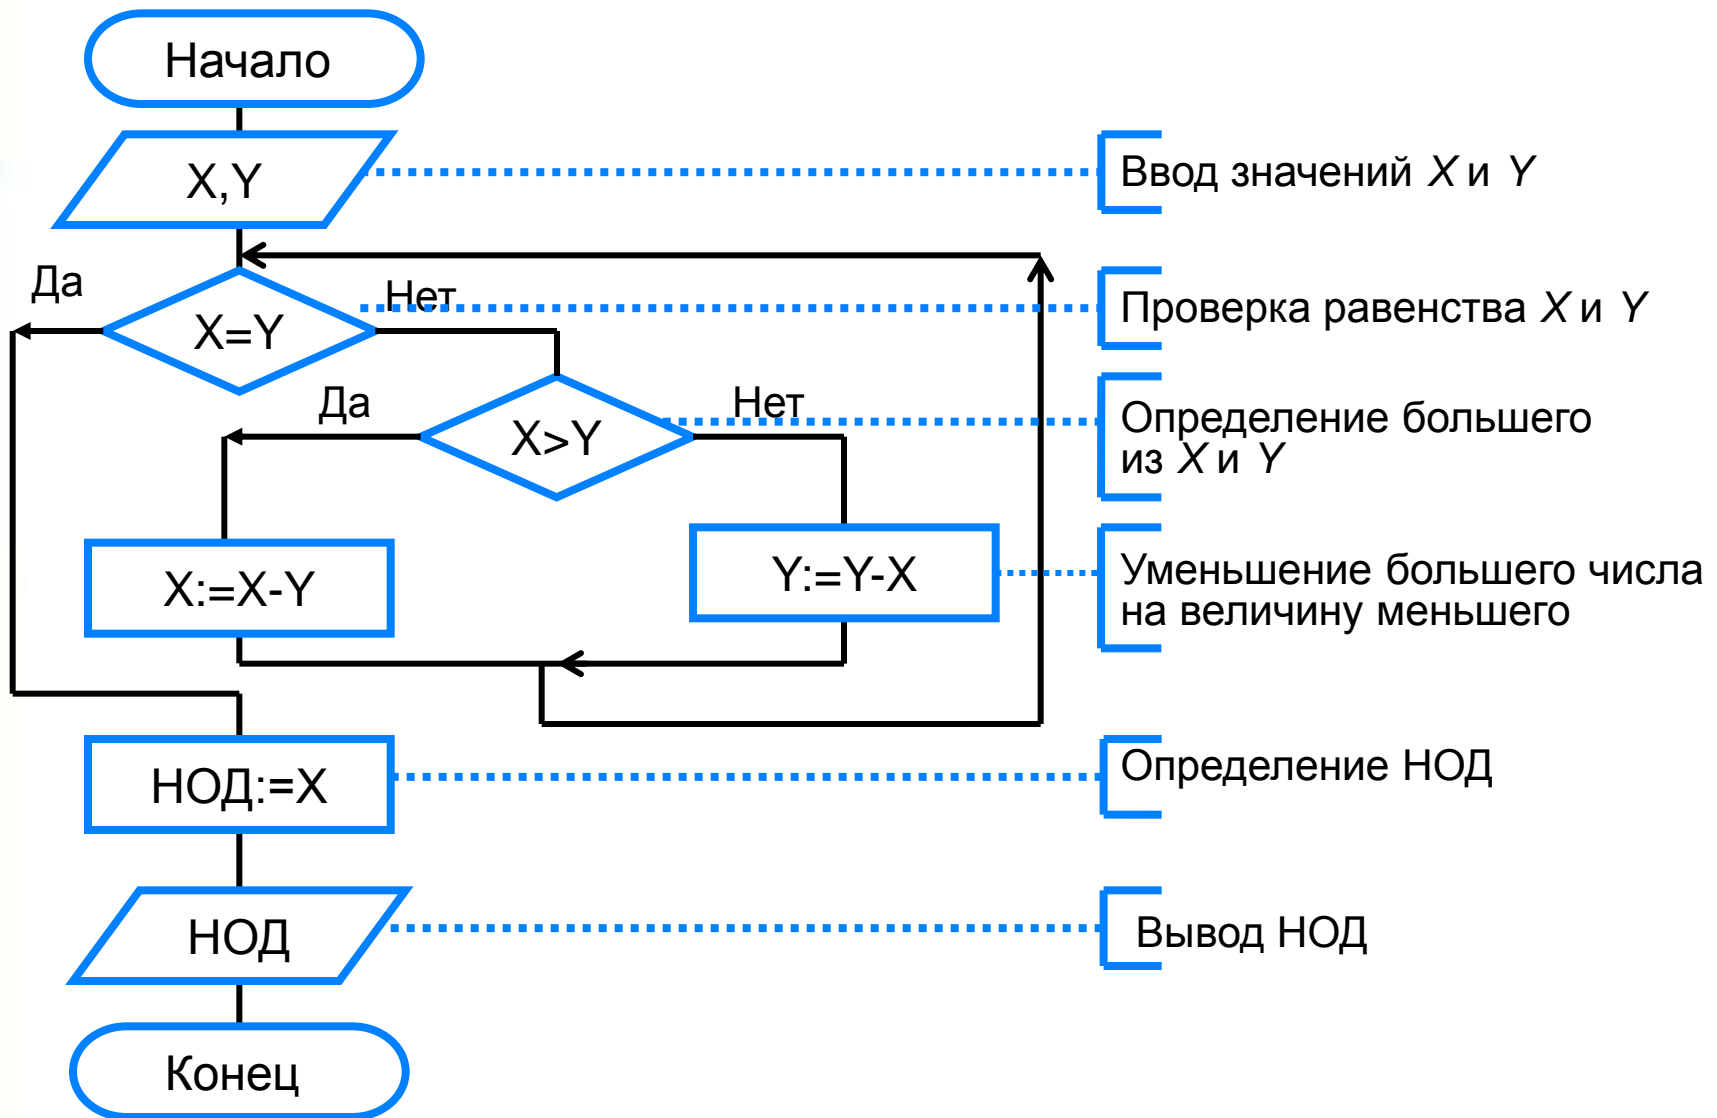 Начало
X,Y
Ввод значений X и Y
Да
Нет
X=Y
Проверка равенства X и Y
Да
Нет
X>Y
Определение большего
из X и Y
X:=X-Y
Y:=Y-X
Уменьшение большего числа
на величину меньшего
НОД:=X
Определение НОД
НОД
Вывод НОД
Конец